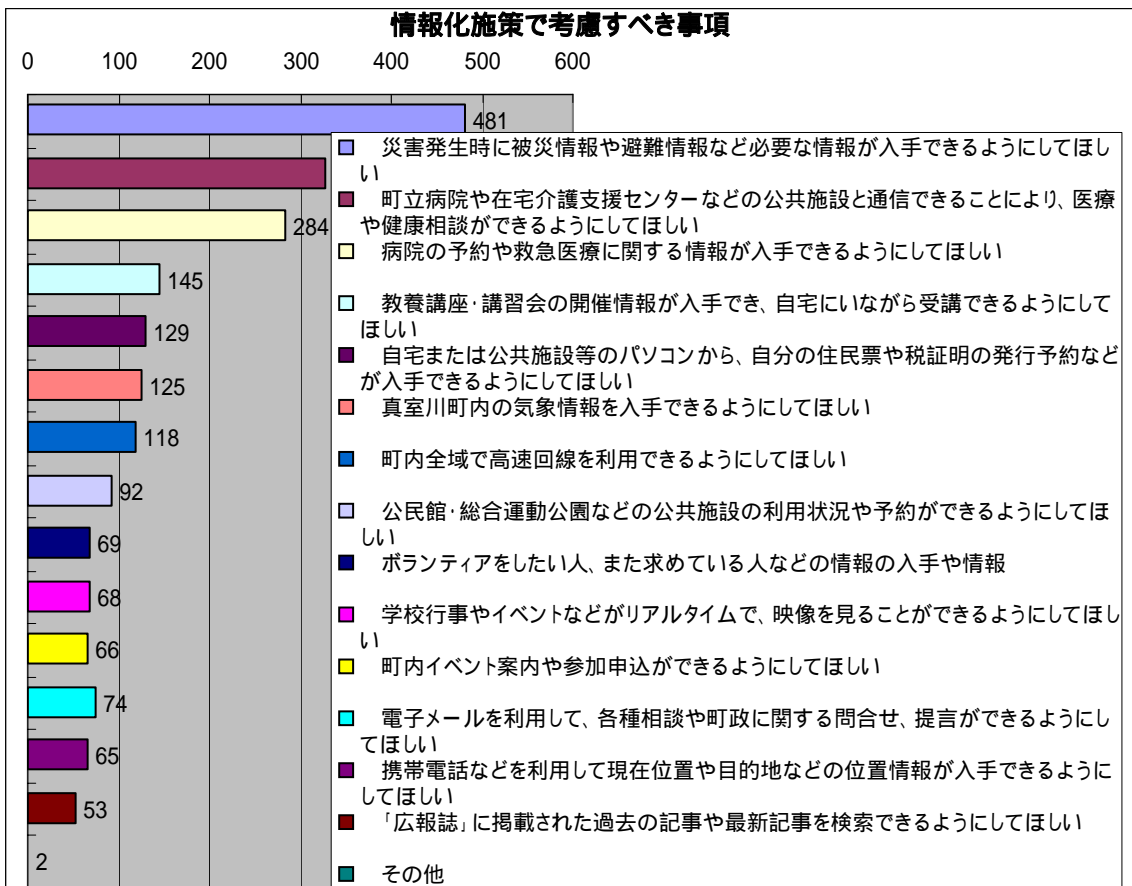 情報化施策で考慮すべき事項
0 100 200 300 400 500 600
481
284
145
129
125
118
92
69
68
66
74
65
53
2
災害発生時に被災情報や避難情報など必要な情報が入手できるようにしてほし
い
町立病院や在宅介護支援センターなどの公共施設と通信できることにより、医療
や健康相談ができるようにしてほしい
病院の予約や救急医療に関する情報が入手できるようにしてほしい
教養講座・講習会の開催情報が入手でき、自宅にいながら受講できるようにして
ほしい
自宅または公共施設等のパソコンから、自分の住民票や税証明の発行予約など
が入手できるようにしてほしい
真室川町内の気象情報を入手できるようにしてほしい
町内全域で高速回線を利用できるようにしてほしい
公民館・総合運動公園などの公共施設の利用状況や予約ができるようにしてほ
しい
ボランティアをしたい人、また求めている人などの情報の入手や情報
学校行事やイベントなどがリアルタイムで、映像を見ることができるようにしてほし
い
町内イベント案内や参加申込ができるようにしてほしい
電子メールを利用して、各種相談や町政に関する問合せ、提言ができるようにし
てほしい
携帯電話などを利用して現在位置や目的地などの位置情報が入手できるように
してほしい
「広報誌」に掲載された過去の記事や最新記事を検索できるようにしてほしい
その他